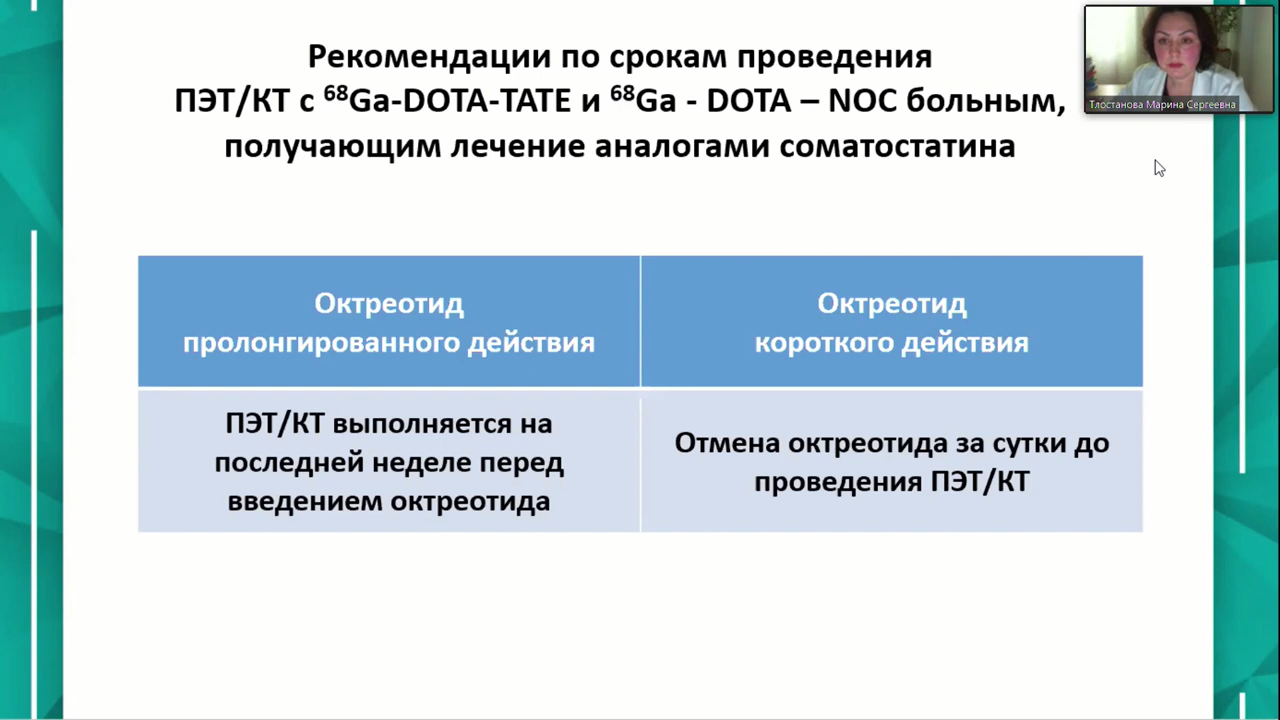 Рекомендации по срокам проведения
ПЭТ/КТ с ⁶⁸Ga-DOTA-TATE и ⁶⁸Ga - DOTA – NOC больным,
получающим лечение аналогами соматостатина
Тлостанова Марина Сергеевна
Октреотид
пролонгированного действия
Октреотид
короткого действия
ПЭТ/КТ выполняется на
последней неделе перед
введением октреотида
Отмена октреотида за сутки до
проведения ПЭТ/КТ